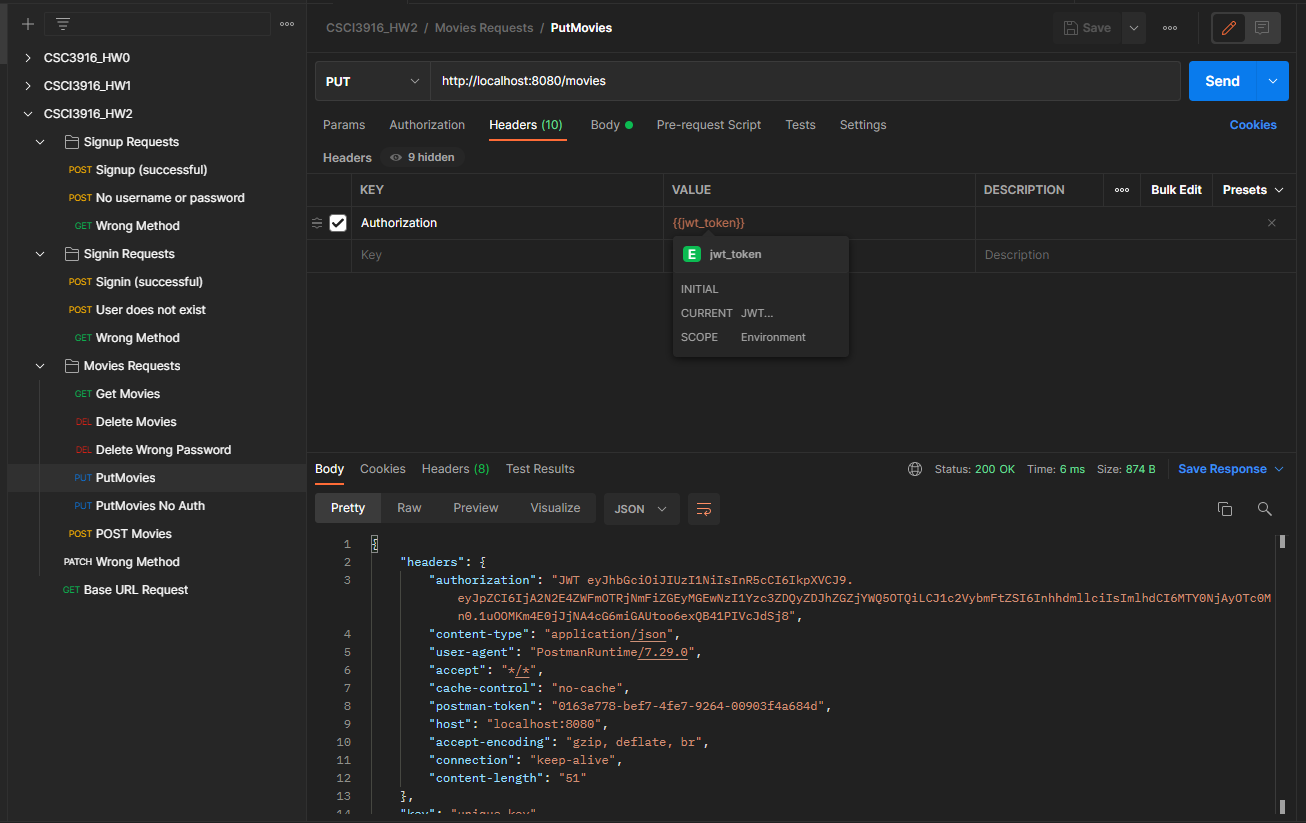 CSC3916_HW0
CSCI3916_HW1
CSCI3916_HW2
Signup Requests
POST Signup (successful)
POST No username or password
GET Wrong Method
Signin Requests
POST Signin (successful)
POST User does not exist
GET Wrong Method
Movies Requests
GET Get Movies
DEL Delete Movies
DEL Delete Wrong Password
PUT PutMovies
PUT PutMovies No Auth
POST POST Movies
PATCH Wrong Method
GET Base URL Request
CSCI3916_HW2 / Movies Requests / PutMovies
Save
PUT http://localhost:8080/movies
Send
Params Authorization Headers (10) Body Pre-request Script Tests Settings Cookies
Headers 9 hidden
KEY VALUE DESCRIPTION Bulk Edit Presets
Authorization {{jwt_token}}
Key Description
E jwt_token
INITIAL
CURRENT JWT...
SCOPE Environment
Body Cookies Headers (8) Test Results Status: 200 OK Time: 6 ms Size: 874 B Save Response
Pretty Raw Preview Visualize JSON
1 {
2 "headers": {
3 "authorization": "JWT eyJhbGciOiJIUzI1NiIsInR5cCI6IkpXVCJ9.
eyJpZCI6IjA2N2E4ZWFmOTRjNmFiZGEyMGEwNzI1Yzc3ZDQyZDJhZGZjYWQ5OTQiLCJ1c2VybmFtZSI6InhhdmllciIsImlhdCI6MTY0NjAyOTc0M
n0.1uOOMKm4E0jJjNA4cG6miGAUtoo6exQB41PIVcJdSj8",
4 "content-type": "application/json",
5 "user-agent": "PostmanRuntime/7.29.0",
6 "accept": "*/*",
7 "cache-control": "no-cache",
8 "postman-token": "0163e778-bef7-4fe7-9264-00903f4a684d",
9 "host": "localhost:8080",
10 "accept-encoding": "gzip, deflate, br",
11 "connection": "keep-alive",
12 "content-length": "51"
13 },
14 "key": "unique key"